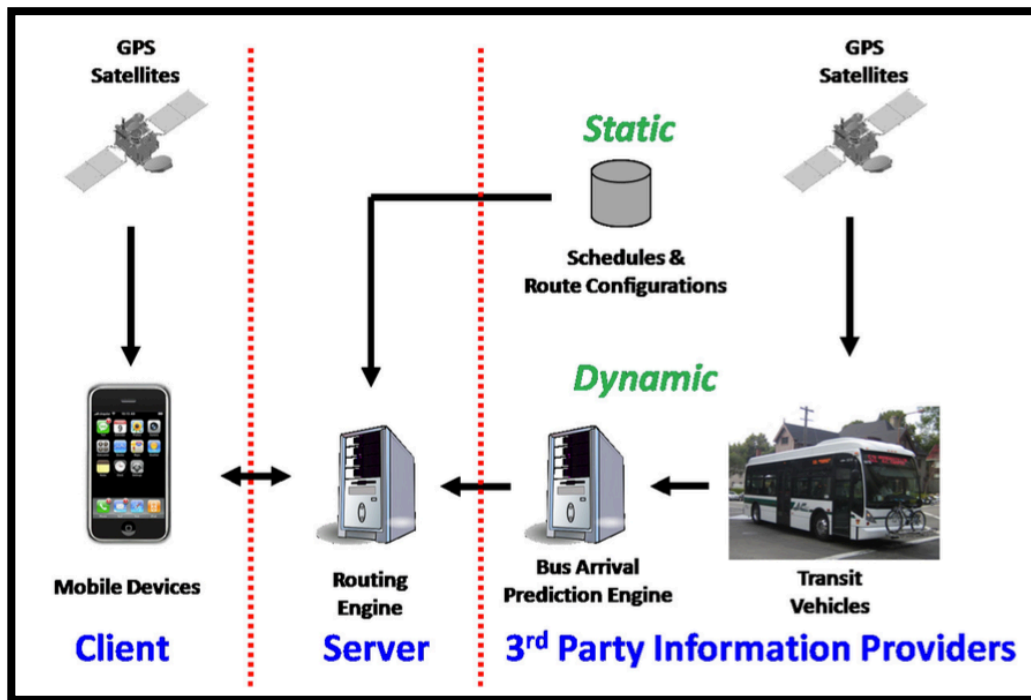 GPS
Satellites
GPS
Satellites
Static
Schedules &
Route Configurations
Dynamic
Mobile Devices
Routing
Engine
Bus Arrival
Prediction Engine
Transit
Vehicles
Client
Server
3rd Party Information Providers